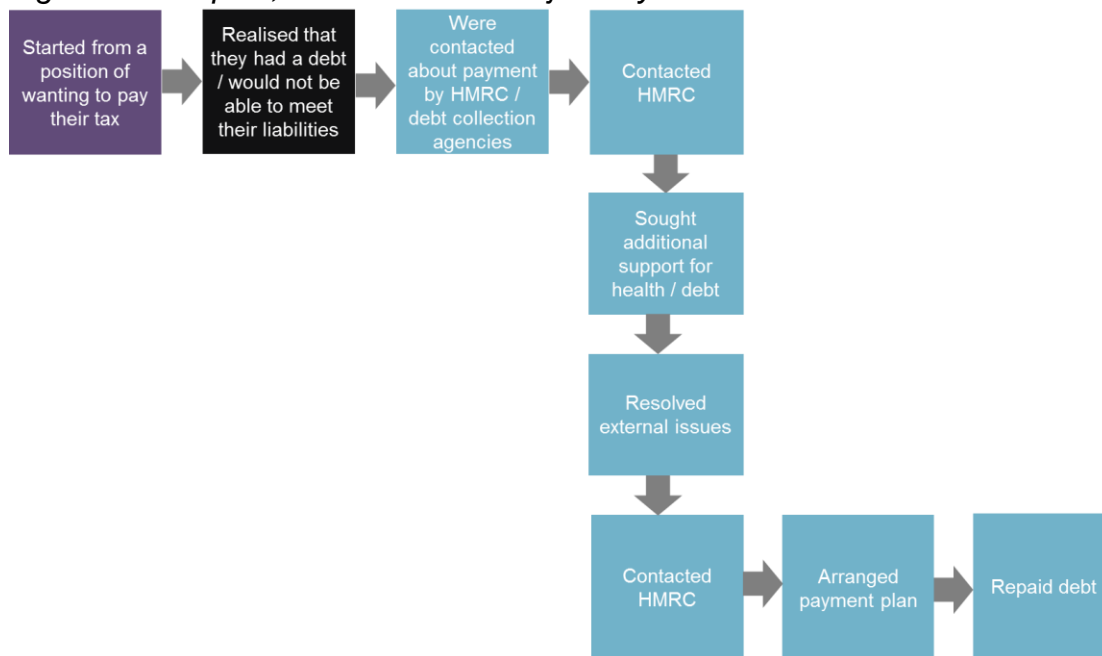 Started from a
position of
wanting to pay
their tax
Realised that
they had a debt
/ would not be
able to meet
their liabilities
Were
contacted
about payment
by HMRC /
debt collection
agencies
Contacted
HMRC
Sought
additional
support for
health / debt
Resolved
external issues
Contacted
HMRC
Arranged
payment plan
Repaid debt